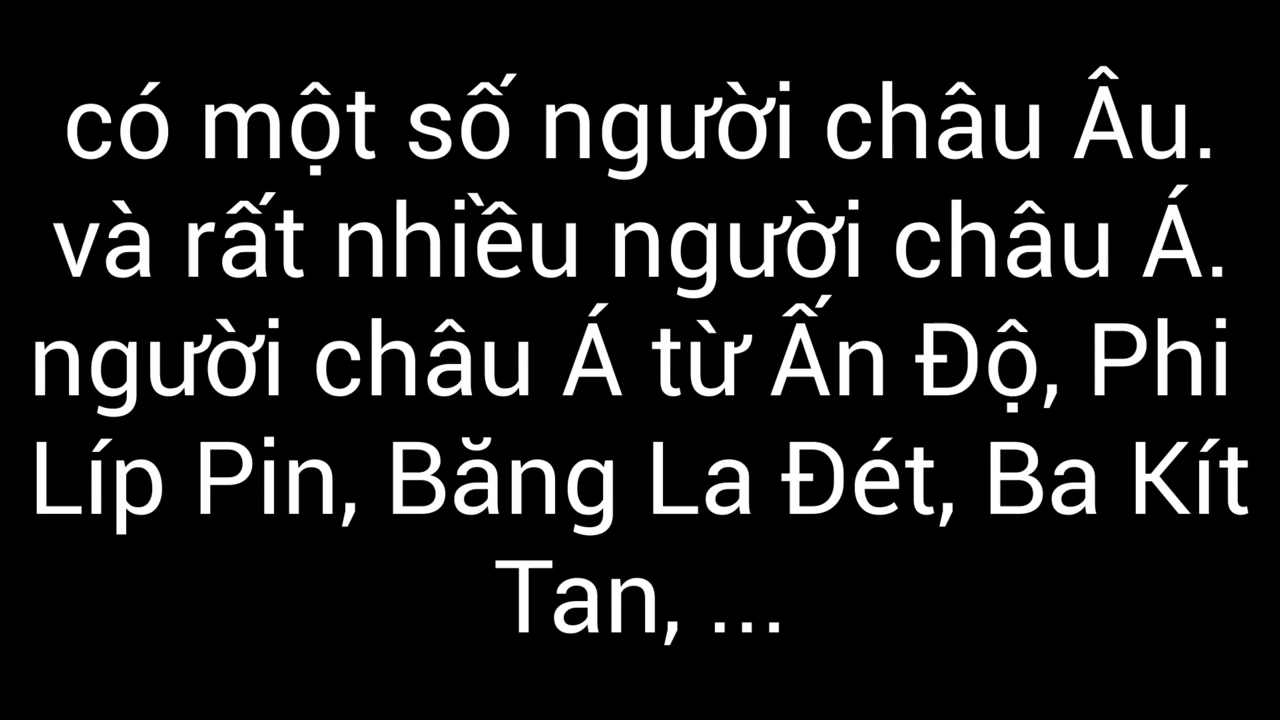 có một số người châu Âu.
và rất nhiều người châu Á.
người châu Á từ Ấn Độ, Phi
Líp Pin, Băng La Đét, Ba Kít
Tan, ...